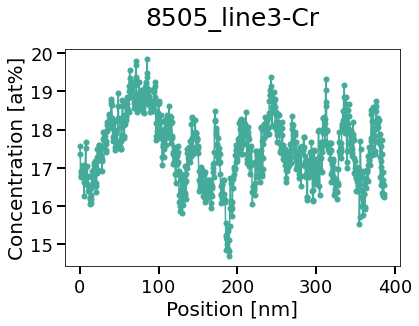 8505_line3-Cr
Concentration [at%]
20
19
18
17
16
15
0 100 200 300 400
Position [nm]